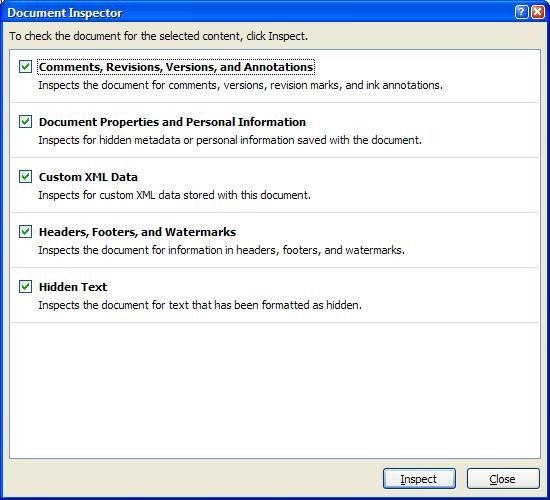 Document Inspector
To check the document for the selected content, click Inspect.
Comments, Revisions, Versions, and Annotations
Inspects the document for comments, versions, revision marks, and ink annotations.
Document Properties and Personal Information
Inspects for hidden metadata or personal information saved with the document.
Custom XML Data
Inspects for custom XML data stored with this document.
Headers, Footers, and Watermarks
Inspects the document for information in headers, footers, and watermarks.
Hidden Text
Inspects the document for text that has been formatted as hidden.
Inspect Close